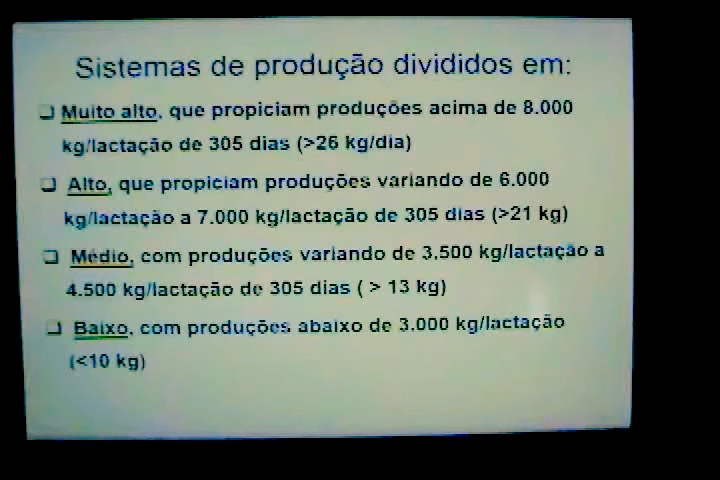 Sistemas de produção divididos em:
❑ Muito alto, que propiciam produções acima de 8.000
kg/lactação de 305 dias (>26 kg/dia)
❑ Alto, que propiciam produções variando de 6.000
kg/lactação a 7.000 kg/lactação de 305 dias (>21 kg)
❑ Médio, com produções variando de 3.500 kg/lactação a
4.500 kg/lactação de 305 dias ( > 13 kg)
❑ Baixo, com produções abaixo de 3.000 kg/lactação
(<10 kg)